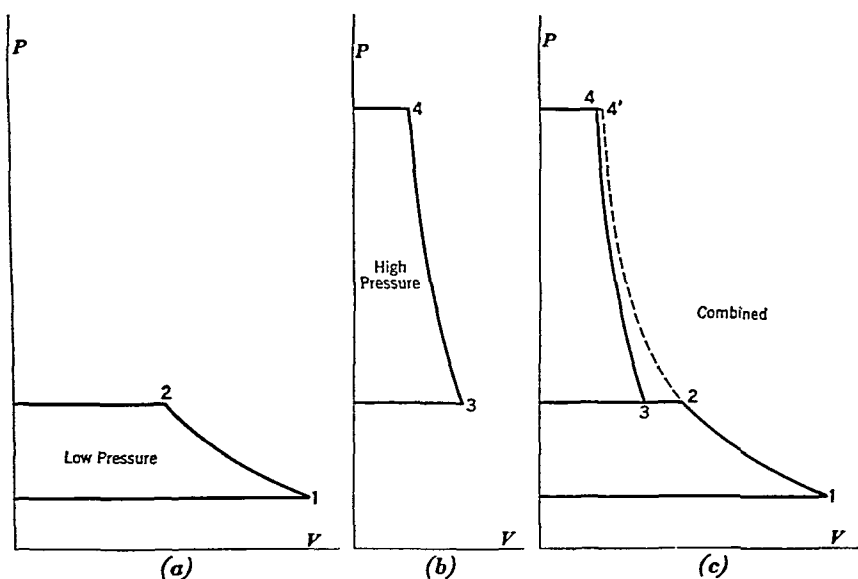 P
2
Low Pressure
1
V
(a)
P
4
High
Pressure
3
V
(b)
P
4 4'
Combined
3 2
1
V
(c)